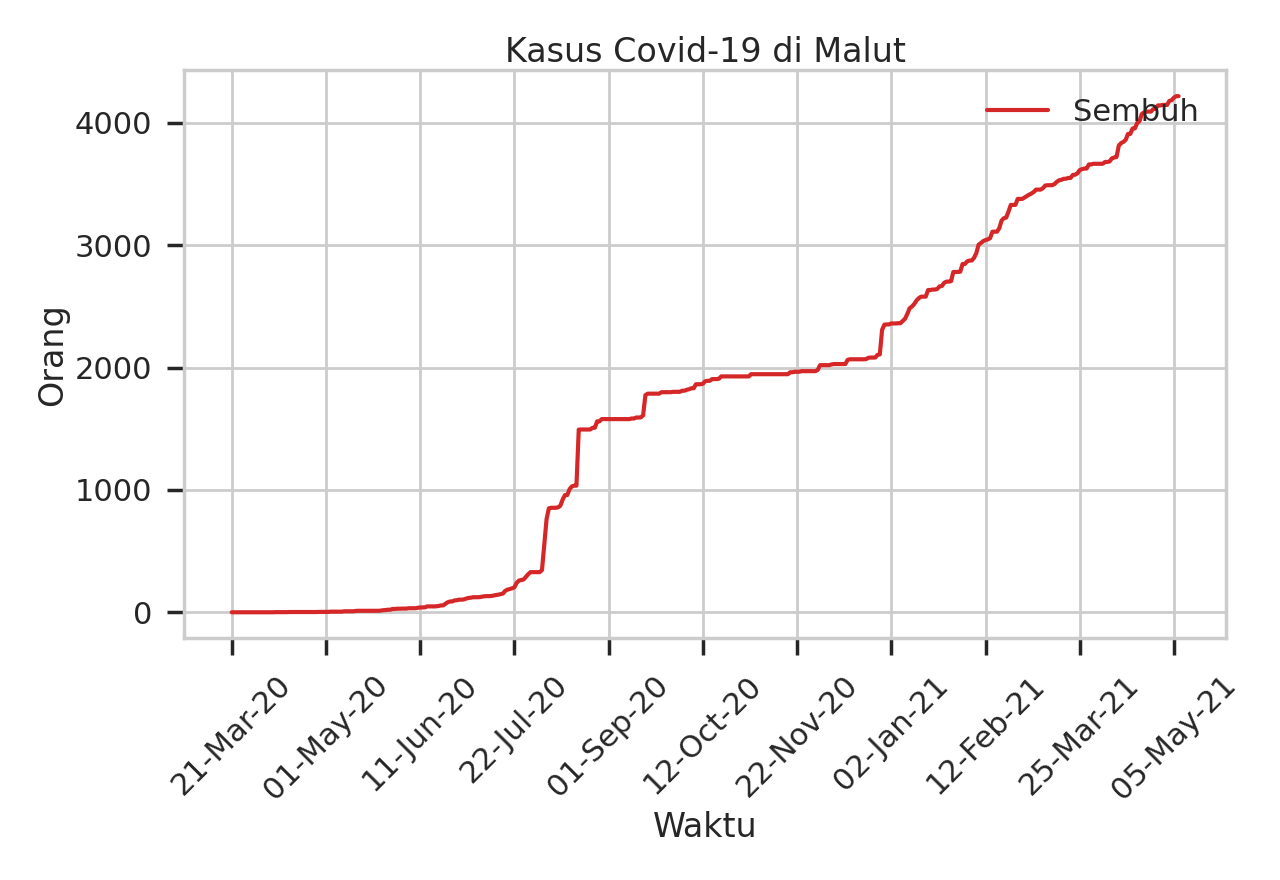 Kasus Covid-19 di Malut
Sembuh
Orang
4000
3000
2000
1000
0
21-Mar-20
01-May-20
11-Jun-20
22-Jul-20
01-Sep-20
12-Oct-20
22-Nov-20
02-Jan-21
12-Feb-21
25-Mar-21
05-May-21
Waktu